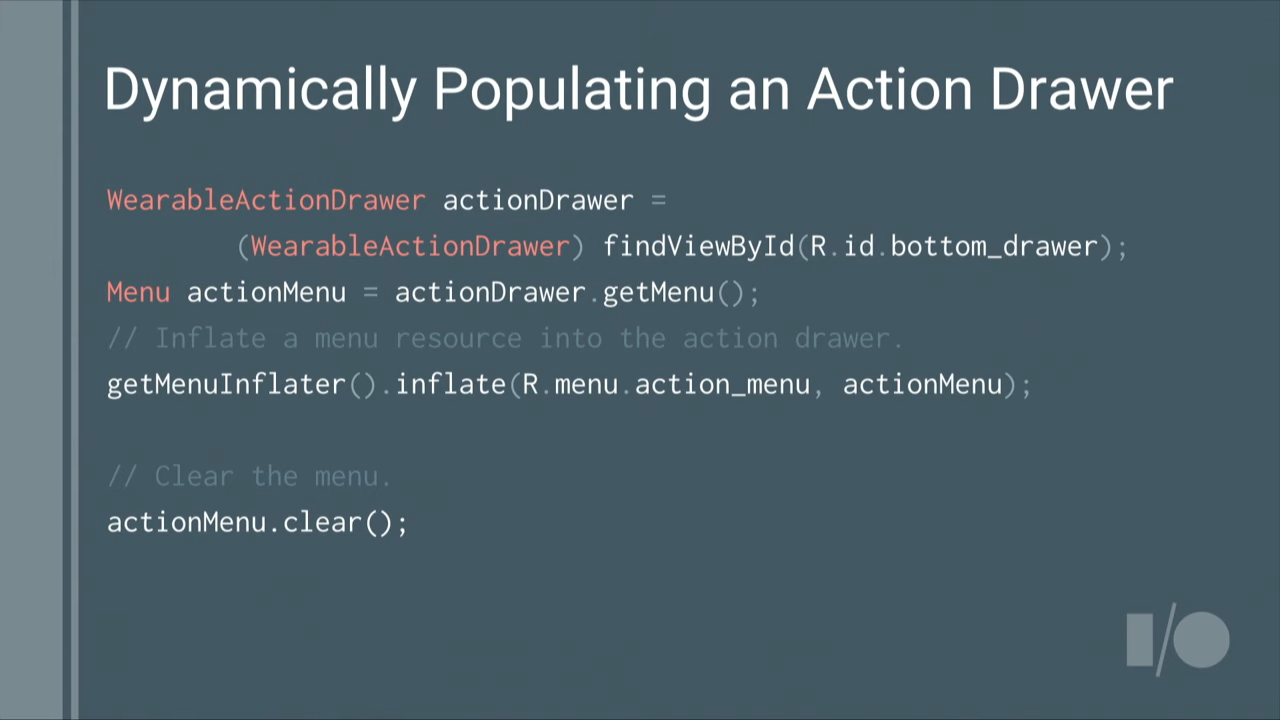 Dynamically Populating an Action Drawer
WearableActionDrawer actionDrawer =
(WearableActionDrawer) findViewById(R.id.bottom_drawer);
Menu actionMenu = actionDrawer.getMenu();
// Inflate a menu resource into the action drawer.
getMenuInflater().inflate(R.menu.action_menu, actionMenu);
// Clear the menu.
actionMenu.clear();
I/O